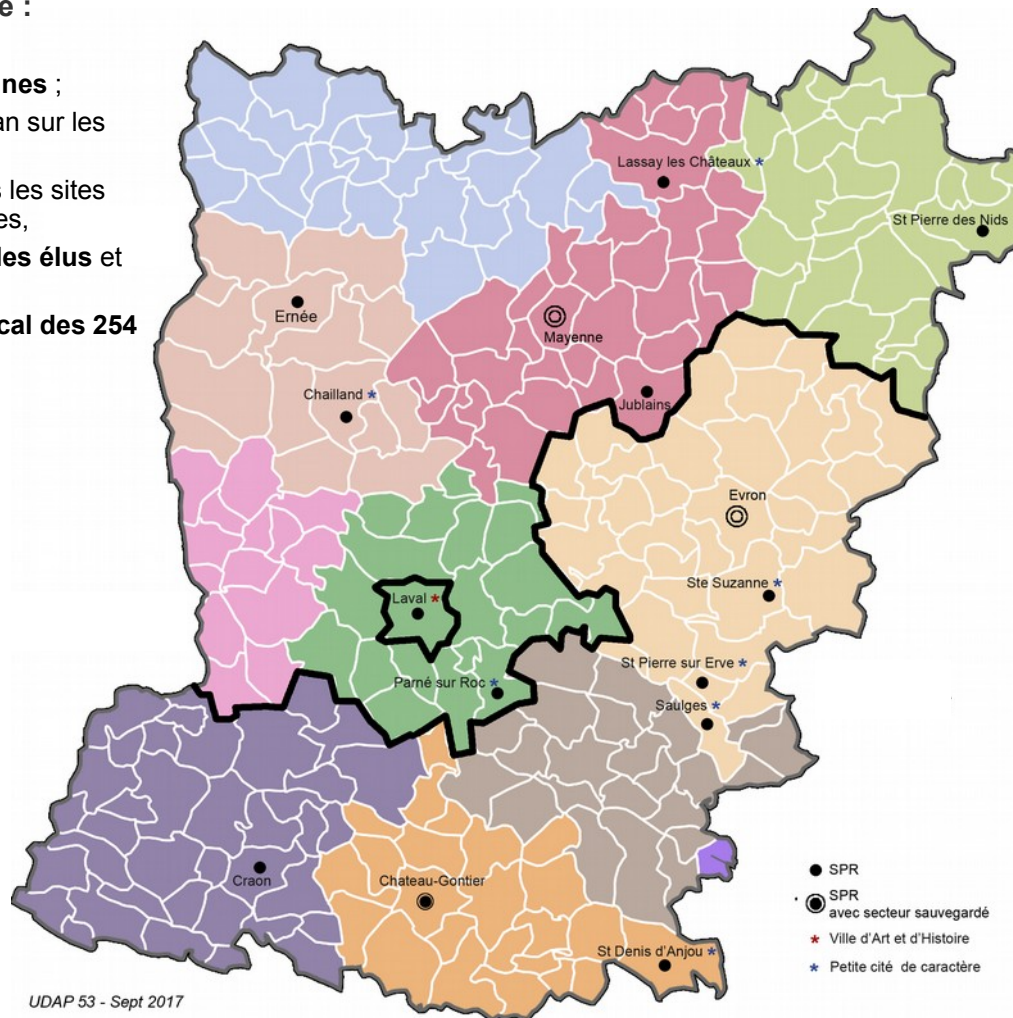 e :
nes ;
an sur les
s les sites
es,
les élus et
cal des 254
Lassay les Châteaux *
St Pierre des Nids
Ernée
Mayenne
Chailland *
Jublains
Evron
Ste Suzanne *
Laval *
St Pierre sur Erve *
Parné sur Roc *
Saulges *
Craon
Chateau-Gontier
St Denis d'Anjou *
SPR
SPR
avec secteur sauvegardé
* Ville d'Art et d'Histoire
* Petite cité de caractère
UDAP 53 - Sept 2017